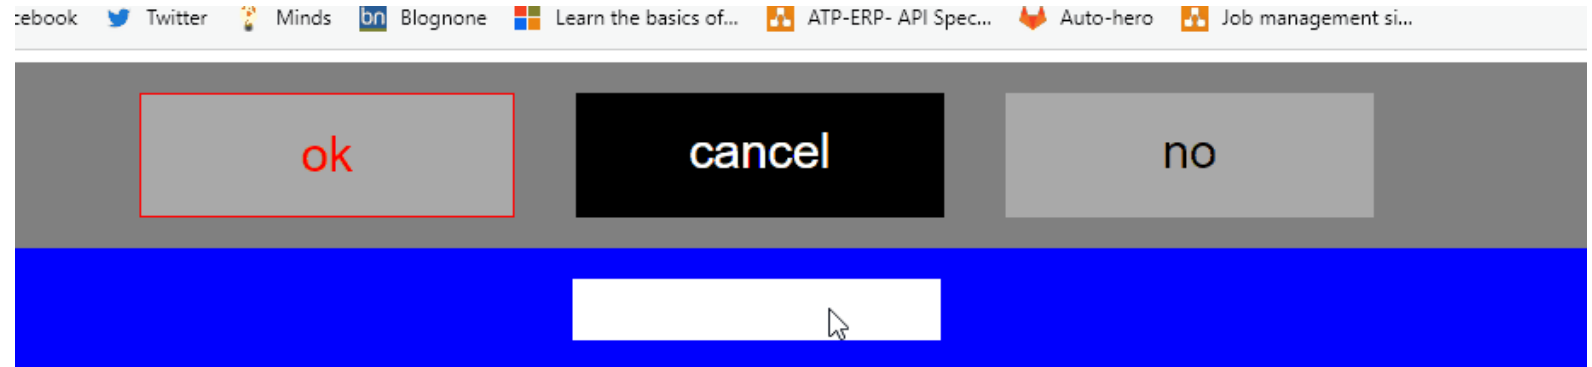 cebook Twitter Minds bn Blognone Learn the basics of... ATP-ERP- API Spec... Auto-hero Job management si...
ok cancel no